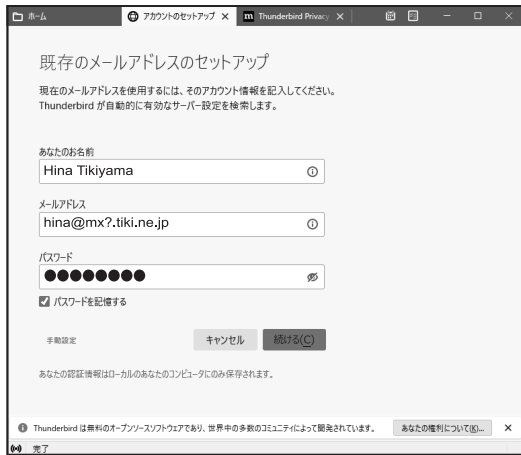 ホーム
アカウントのセットアップ ×
m Thunderbird Privacy ×
既存のメールアドレスのセットアップ
現在のメールアドレスを使用するには、そのアカウント情報を記入してください。
Thunderbird が自動的に有効なサーバー設定を検索します。
あなたのお名前
Hina Tikiyama
メールアドレス
hina@mx?.tiki.ne.jp
パスワード
●●●●●●●●
パスワードを記憶する
手動設定
キャンセル
続ける(C)
あなたの認証情報はローカルのあなたのコンピュータにのみ保存されます。
Thunderbird は無料のオープンソースソフトウェアであり、世界中の多数のコミュニティによって開発されています。
あなたの権利について(K)... ×
完了